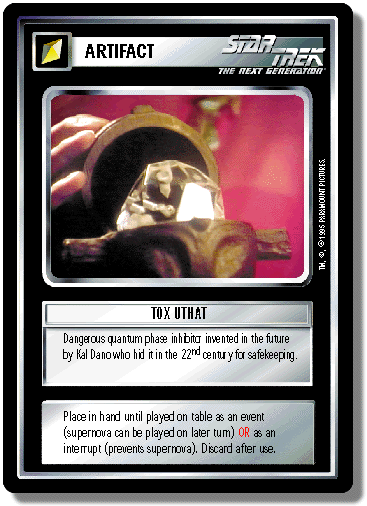 ARTIFACT
STAR TREK
THE NEXT GENERATION
TM, ©, ®1995 PARAMOUNT PICTURES.
TOX UTHAT
Dangerous quantum phase inhibitor invented in the future
by Kal Dano who hid it in the 22nd century for safekeeping.
Place in hand until played on table as an event
(supernova can be played on later turn) OR as an
interrupt (prevents supernova). Discard after use.